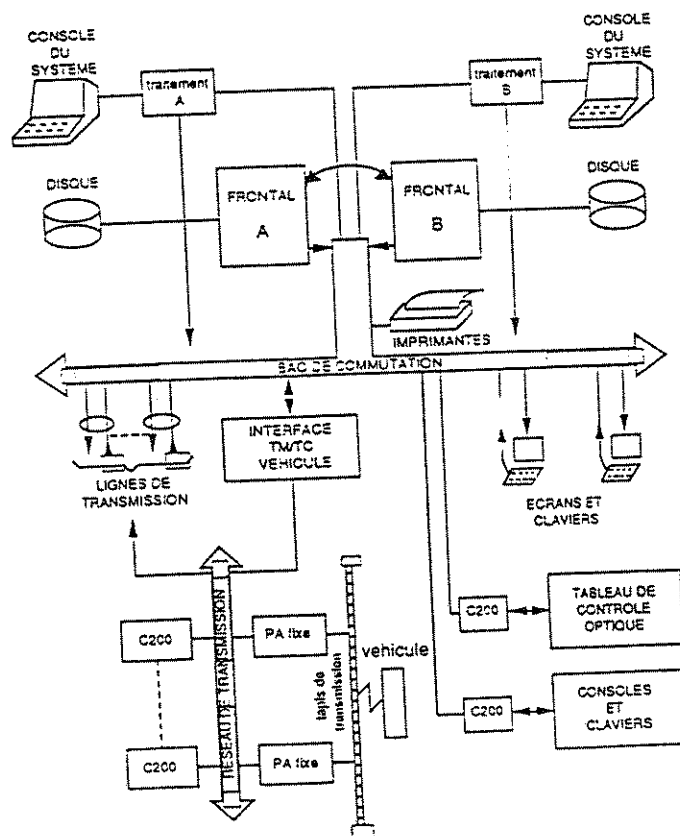 CONSOLE
DU
SYSTEME
traitement
A
traitement
B
CONSOLE
DU
SYSTEME
DISQUE
FRONTAL
A
FRONTAL
B
DISQUE
IMPRIMANTES
BAC DE COMMUTATION
INTERFACE
TM/TC
VEHICULE
LIGNES DE
TRANSMISSION
ECRANS ET
CLAVIERS
C200
TABLEAU DE
CONTROLE
OPTIQUE
C200
PA fixe
vehicule
RESEAU DE TRANSMISSION
tapis de
transmission
C200
CONSOLES
ET
CLAVIERS
C200
PA fixe